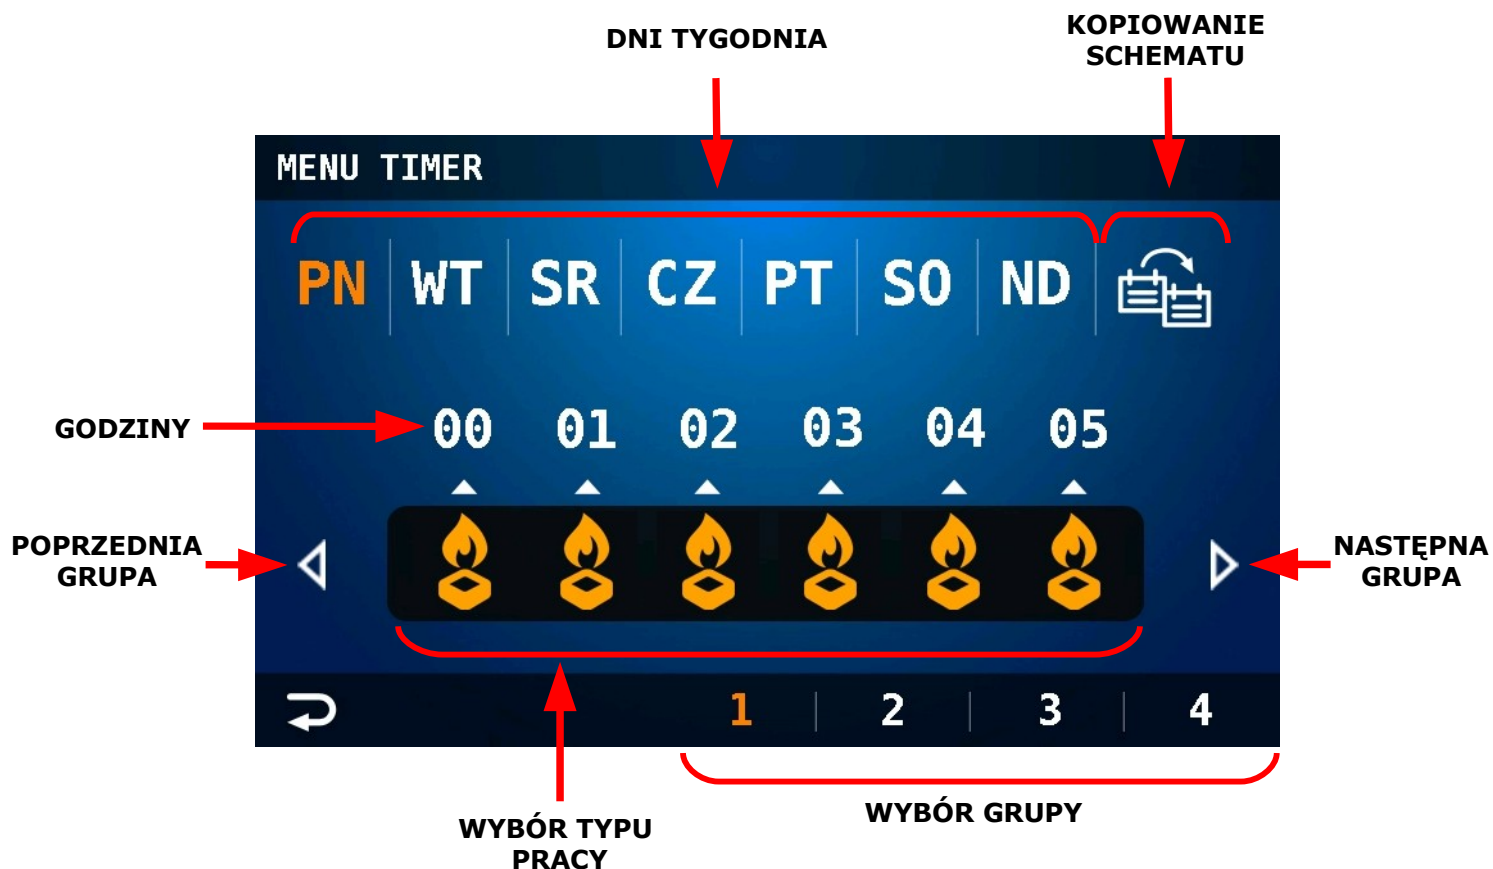 DNI TYGODNIA
KOPIOWANIE
SCHEMATU
MENU TIMER
PN WT SR CZ PT SO ND
GODZINY
00 01 02 03 04 05
POPRZEDNIA
GRUPA
NASTĘPNA
GRUPA
1 2 3 4
WYBÓR TYPU
PRACY
WYBÓR GRUPY